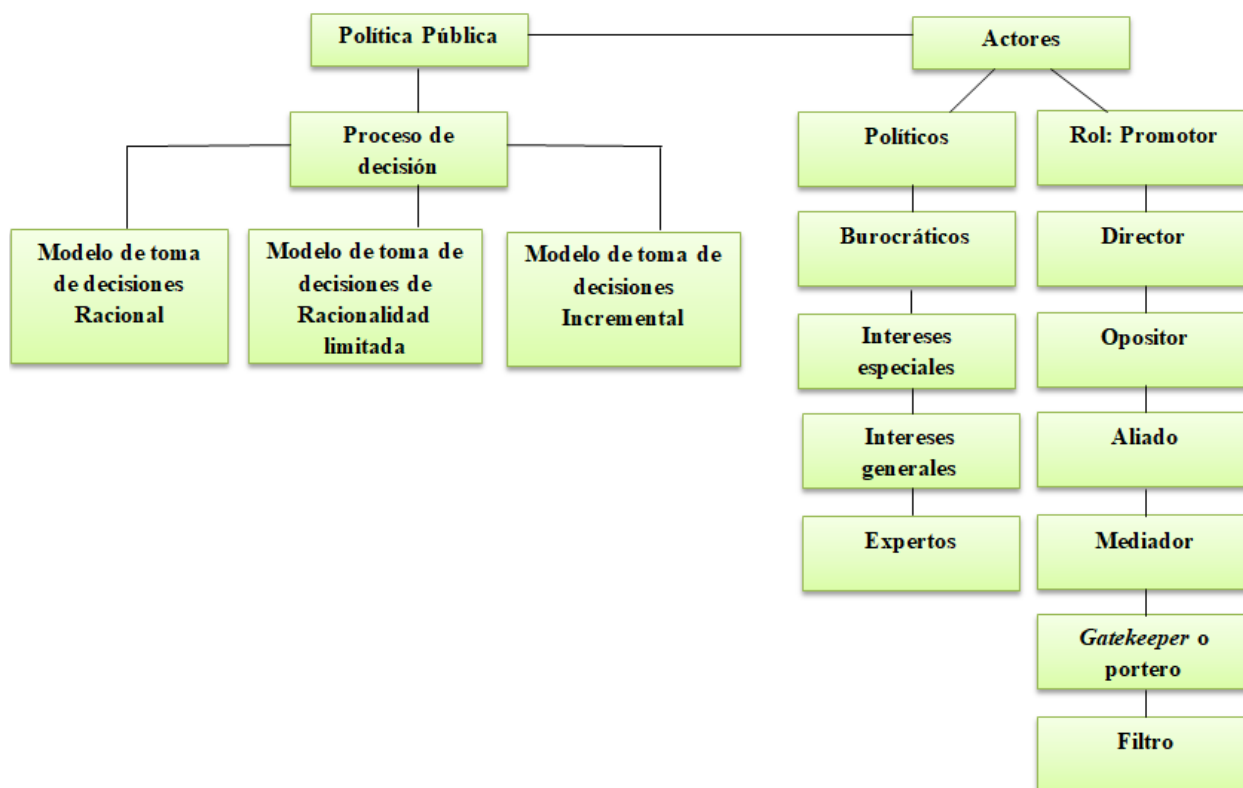 Política Pública
Actores
Proceso de
decisión
Modelo de toma
de decisiones
Racional
Modelo de toma de
decisiones de
Racionalidad
limitada
Modelo de toma de
decisiones
Incremental
Políticos
Burocráticos
Intereses
especiales
Intereses
generales
Expertos
Rol: Promotor
Director
Opositor
Aliado
Mediador
Gatekeeper o
portero
Filtro